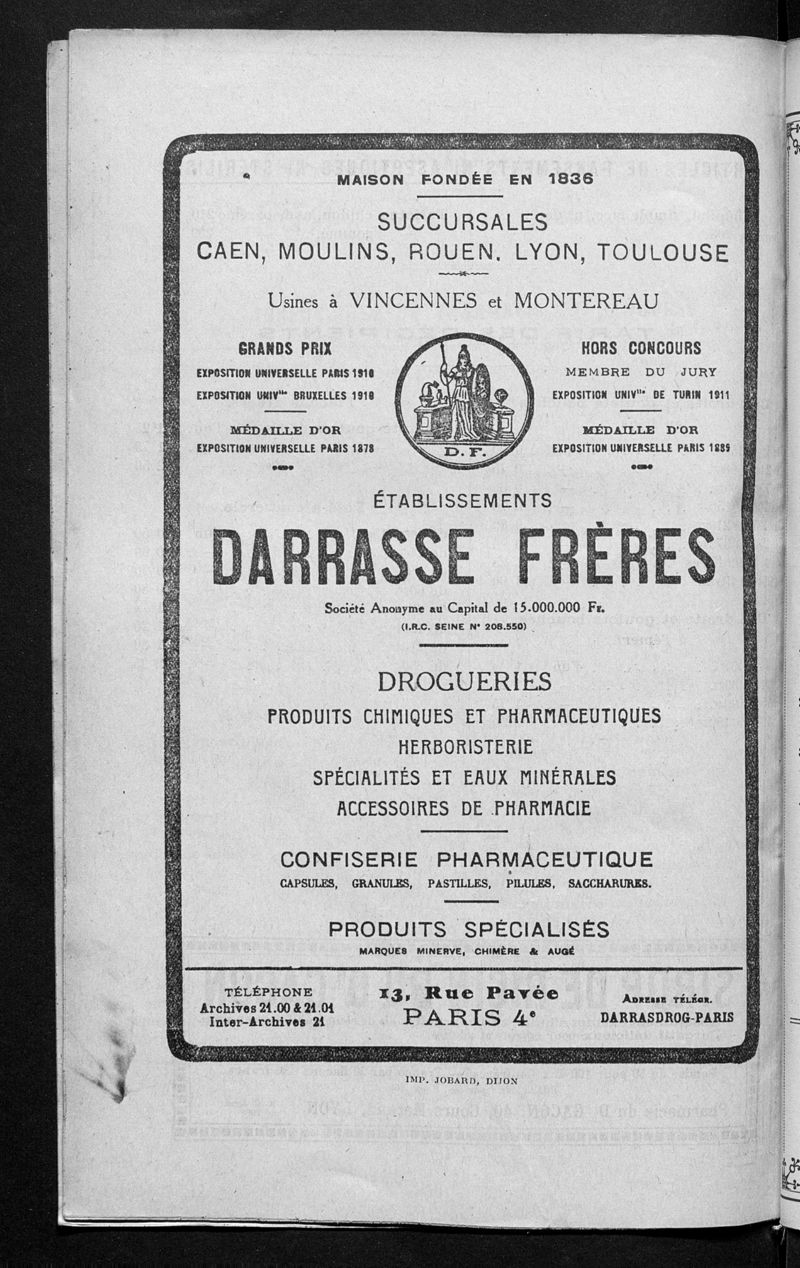 MAISON FONDÉE EN 1836
SUCCURSALES
CAEN, MOULINS, ROUEN, LYON, TOULOUSE
Usines à VINCENNES et MONTEREAU
GRANDS PRIX
EXPOSITION UNIVERSELLE PARIS 1910
EXPOSITION UNIVlle BRUXELLES 1910
MÉDAILLE D'OR
EXPOSITION UNIVERSELLE PARIS 1878
D. F.
HORS CONCOURS
MEMBRE DU JURY
EXPOSITION UNIVlle DE TURIN 1911
MÉDAILLE D'OR
EXPOSITION UNIVERSELLE PARIS 1889
ÉTABLISSEMENTS
DARRASSE FRÈRES
Société Anonyme au Capital de 15.000.000 Fr.
(I.R.C. SEINE N° 208.550)
DROGUERIES
PRODUITS CHIMIQUES ET PHARMACEUTIQUES
HERBORISTERIE
SPÉCIALITÉS ET EAUX MINÉRALES
ACCESSOIRES DE PHARMACIE
CONFISERIE PHARMACEUTIQUE
CAPSULES, GRANULES, PASTILLES, PILULES, SACCHARURES.
PRODUITS SPÉCIALISÉS
MARQUES MINERVE, CHIMÈRE & AUGÉ
TÉLÉPHONE
Archives 21.00 & 21.01
Inter-Archives 21
13, Rue Pavée
PARIS 4e
ADRESSE TÉLÉGR.
DARRASDROG-PARIS
IMP. JOBARD, DIJON